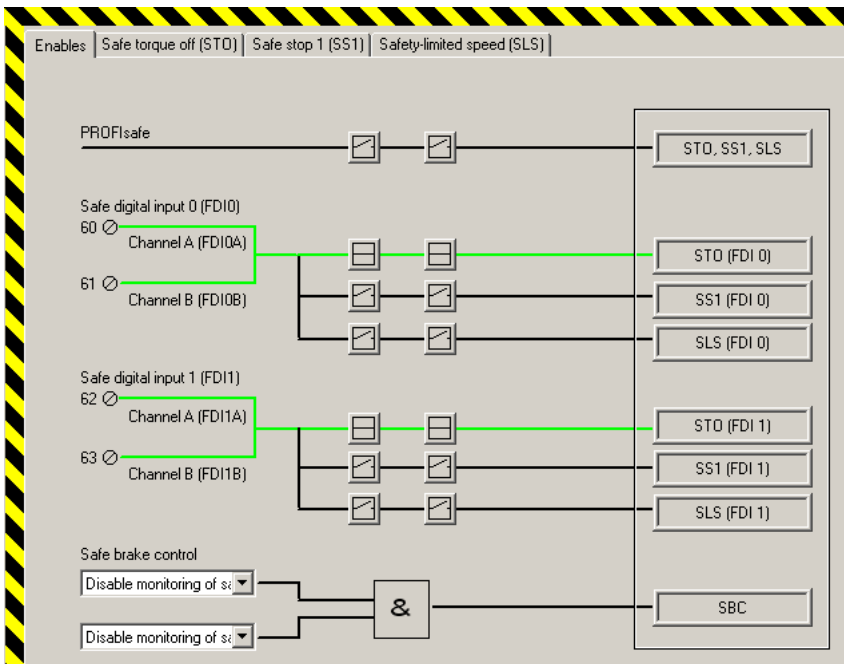 Enables Safe torque off (STO) Safe stop 1 (SS1) Safety-limited speed (SLS)
PROFIsafe
STO, SS1, SLS
Safe digital input 0 (FDI0)
60
Channel A (FDI0A)
STO (FDI 0)
61
Channel B (FDI0B)
SS1 (FDI 0)
SLS (FDI 0)
Safe digital input 1 (FDI1)
62
Channel A (FDI1A)
STO (FDI 1)
63
Channel B (FDI1B)
SS1 (FDI 1)
SLS (FDI 1)
Safe brake control
Disable monitoring of
&
SBC
Disable monitoring of